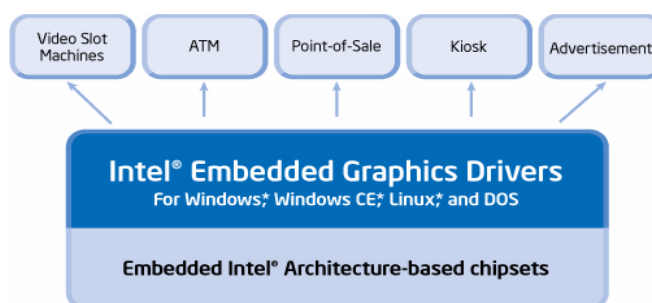 Video Slot
Machines
ATM
Point-of-Sale
Kiosk
Advertisement
Intel® Embedded Graphics Drivers
For Windows,* Windows CE,* Linux,* and DOS
Embedded Intel® Architecture-based chipsets